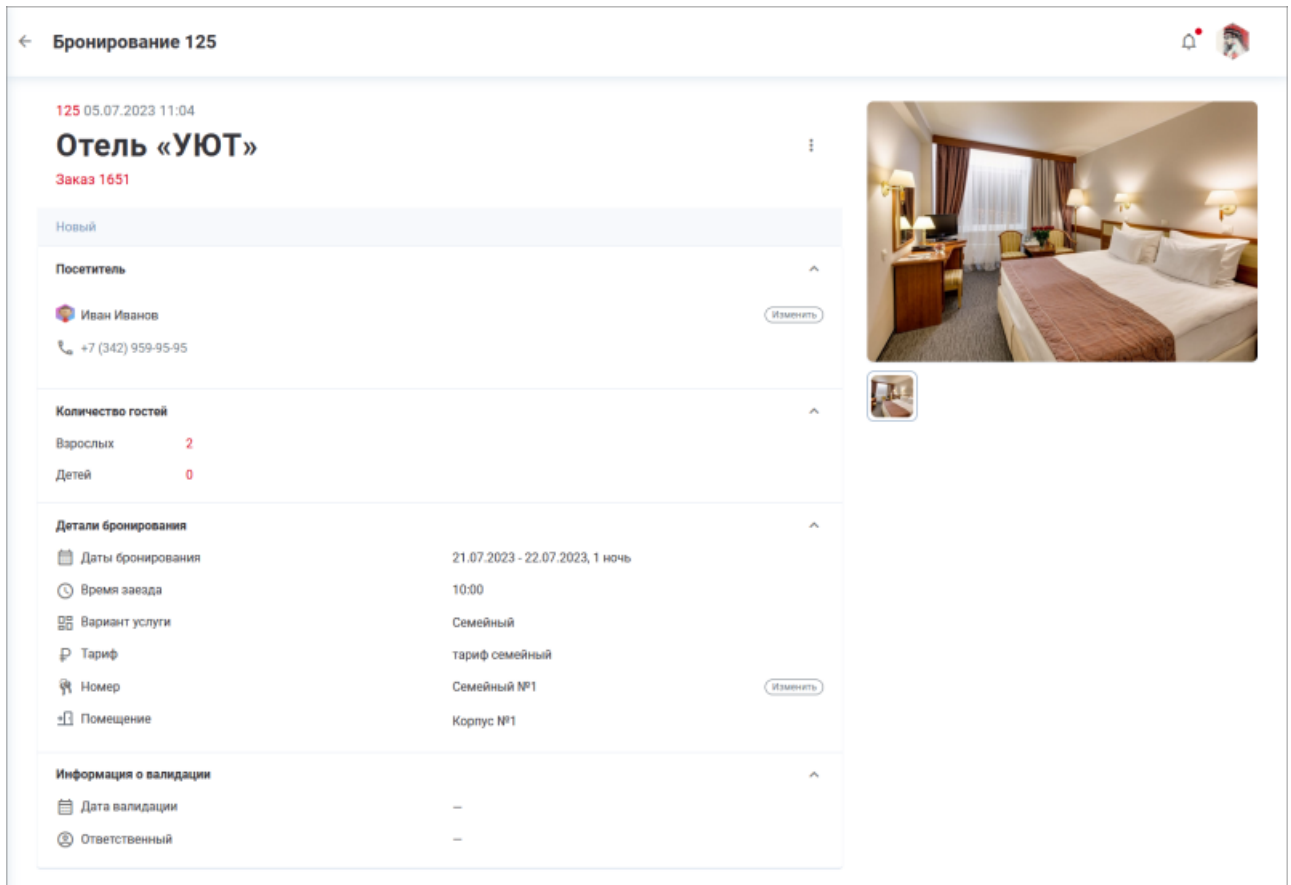 Бронирование 125
125 05.07.2023 11:04
Отель «УЮТ»
Заказ 1651
Новый
Посетитель
Иван Иванов
Изменить
+7 (342) 959-95-95
Количество гостей
Взрослых 2
Детей 0
Детали бронирования
Даты бронирования 21.07.2023 - 22.07.2023, 1 ночь
Время заезда 10:00
Вариант услуги Семейный
Тариф тариф семейный
Номер Семейный №1 Изменить
Помещение Корпус №1
Информация о валидации
Дата валидации —
Ответственный —